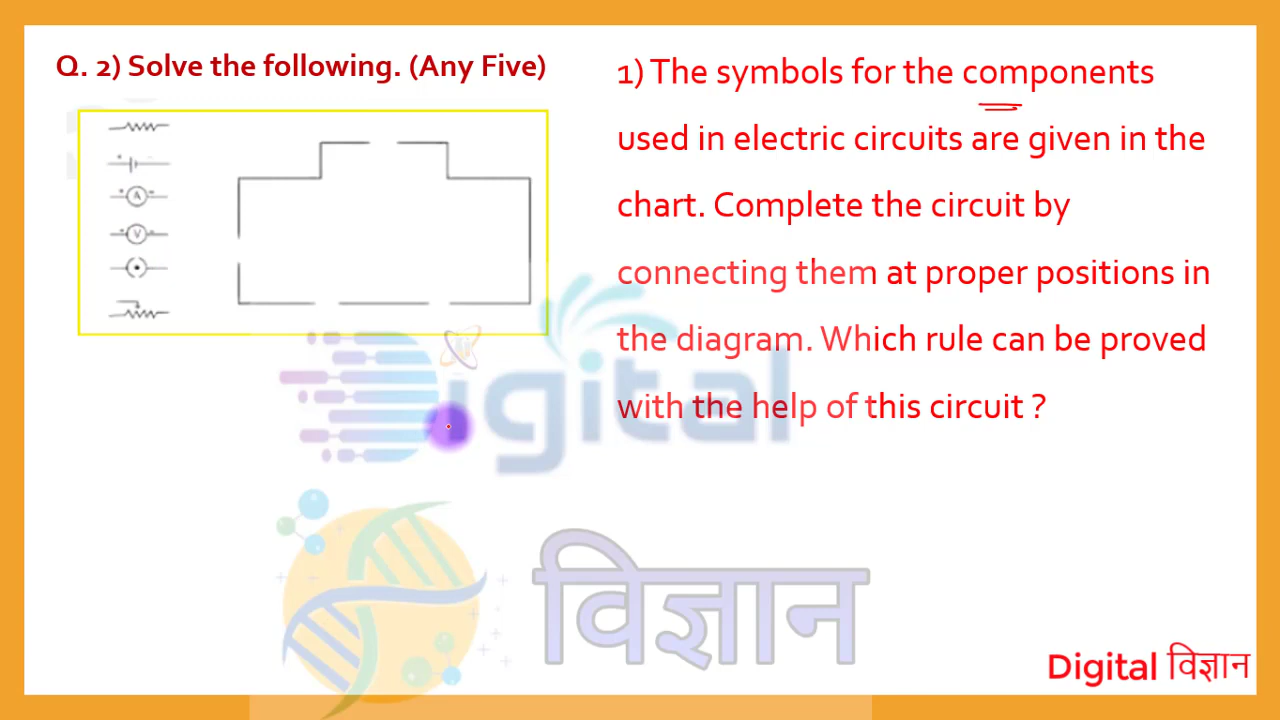 Q. 2) Solve the following. (Any Five)
A
V
1) The symbols for the components
used in electric circuits are given in the
chart. Complete the circuit by
connecting them at proper positions in
the diagram. Which rule can be proved
with the help of this circuit ?
Digital
विज्ञान
Digital विज्ञान